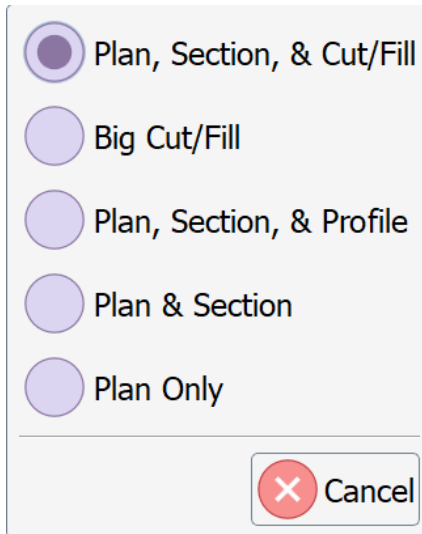 Plan, Section, & Cut/Fill
Big Cut/Fill
Plan, Section, & Profile
Plan & Section
Plan Only
Cancel